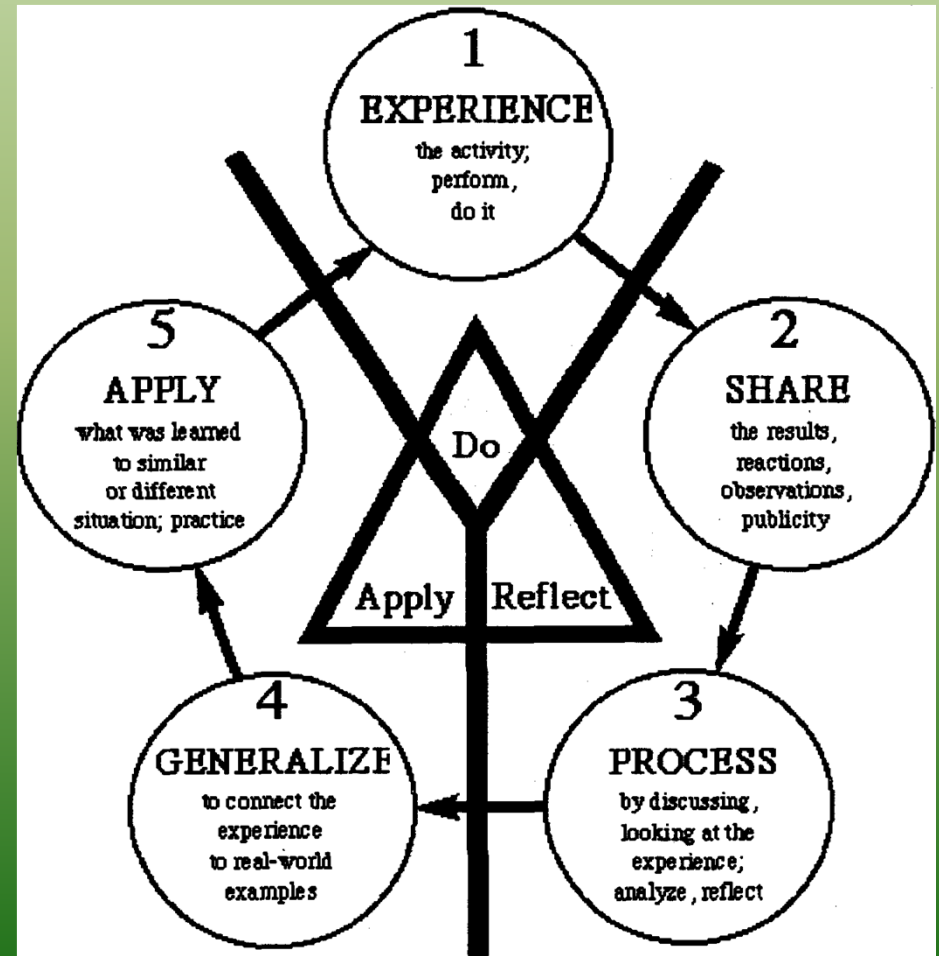 1
EXPERIENCE
the activity;
perform,
do it
2
SHARE
the results,
reactions,
observations,
publicity
3
PROCESS
by discussing,
looking at the
experience;
analyze, reflect
4
GENERALIZE
to connect the
experience
to real-world
examples
5
APPLY
what was learned
to similar
or different
situation; practice
Do
Apply
Reflect